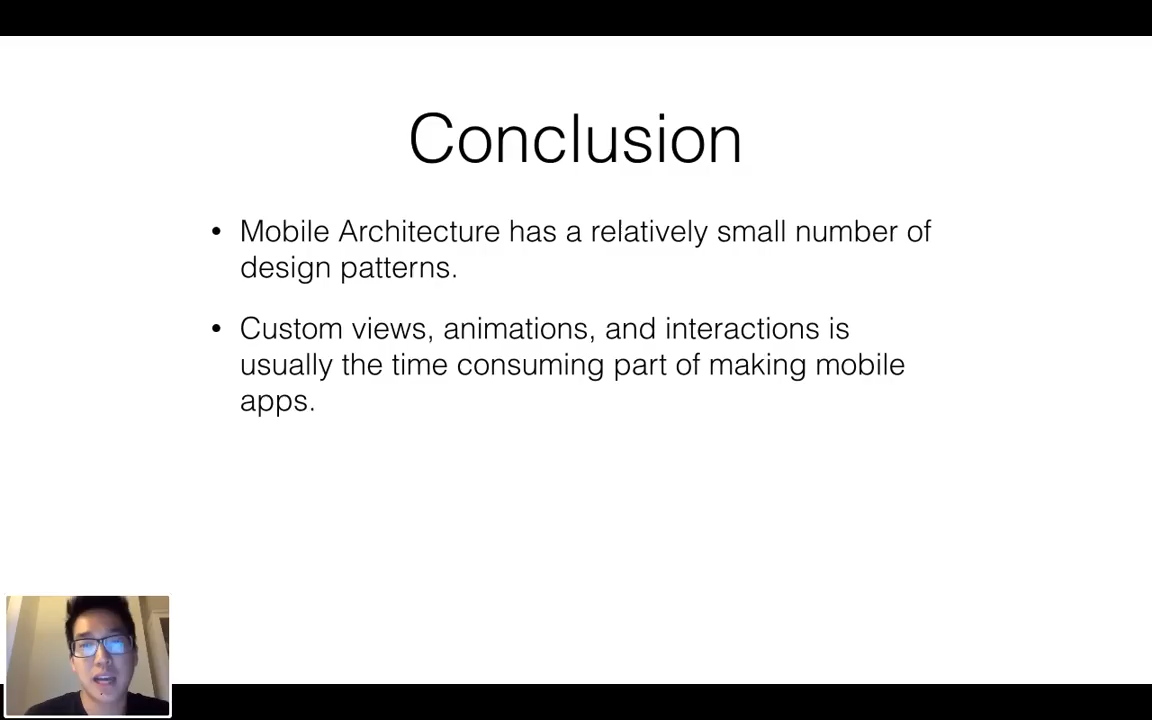 Conclusion
• Mobile Architecture has a relatively small number of
design patterns.
• Custom views, animations, and interactions is
usually the time consuming part of making mobile
apps.